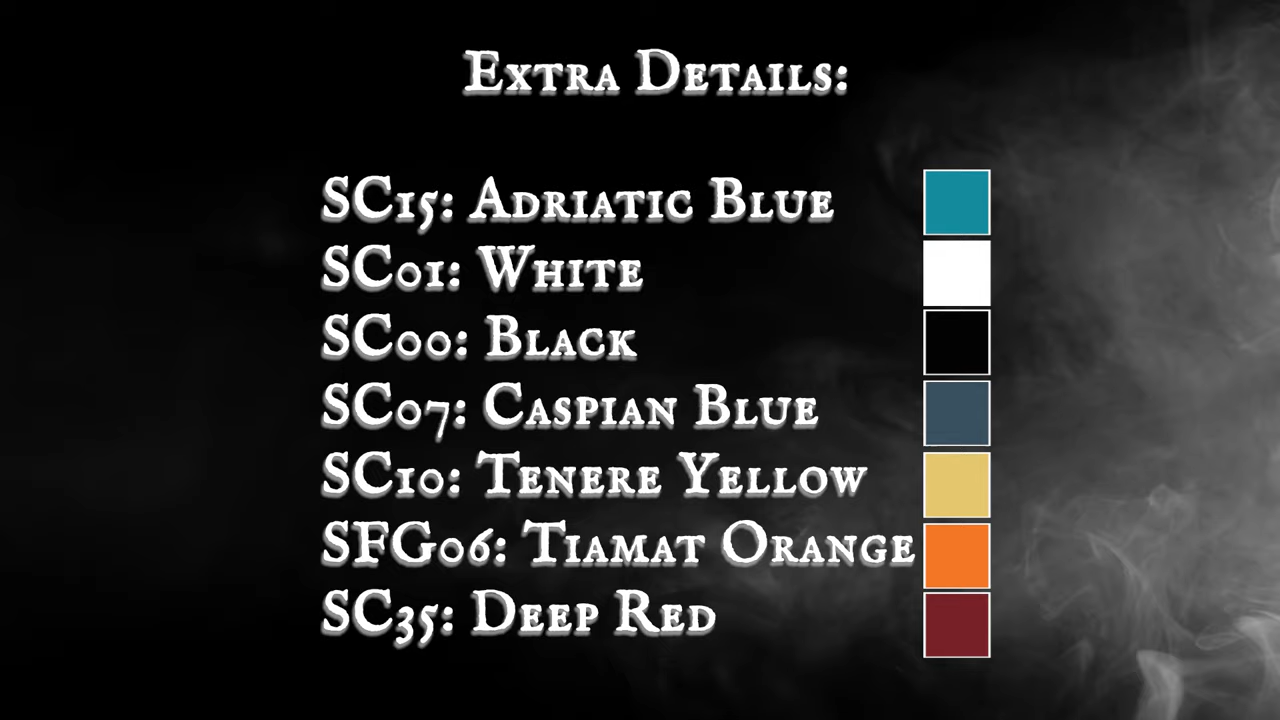 Extra Details:
SC15: Adriatic Blue
SC01: White
SC00: Black
SC07: Caspian Blue
SC10: Tenere Yellow
SFG06: Tiamat Orange
SC35: Deep Red